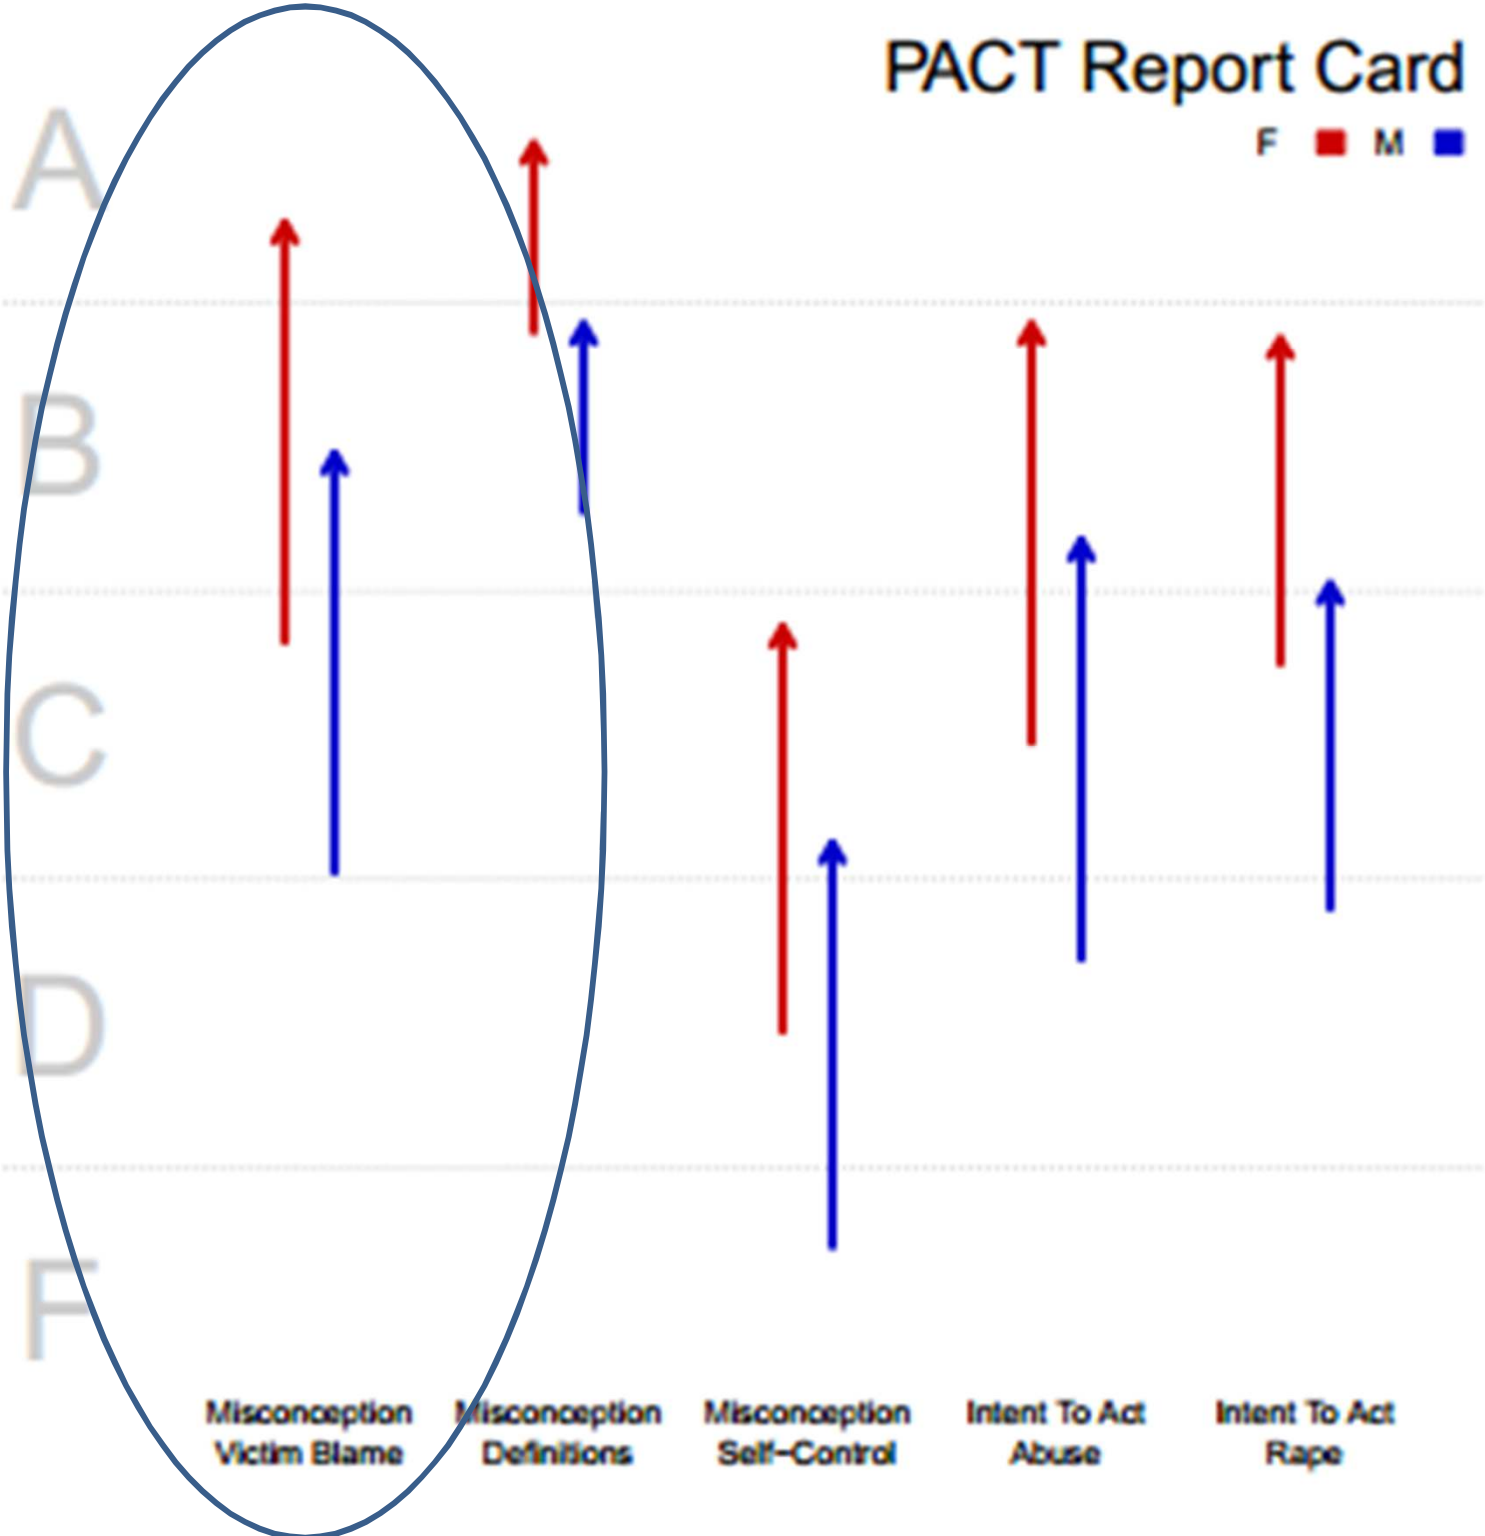 PACT Report Card
F M
A
B
C
D
F
Misconception Misconception Misconception Intent To Act Intent To Act
Victim Blame Definitions Self-Control Abuse Rape